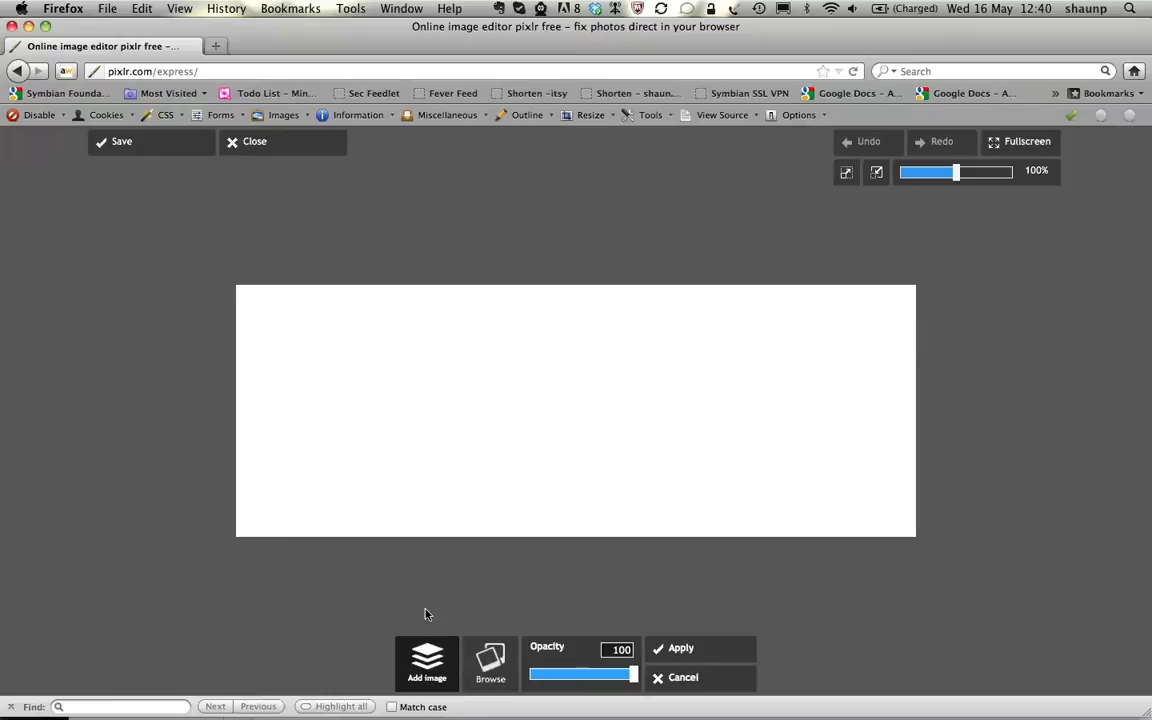 Firefox File Edit View History Bookmarks Tools Window Help A 8 (Charged) Wed 16 May 12:40 shaunp
Online image editor pixlr free – fix photos direct in your browser
Online image editor pixlr free –...
aw pixlr.com/express/ Search
Symbian Founda... Most Visited Todo List – Min... Sec Feedlet Fever Feed Shorten –itsy Shorten – shaun... Symbian SSL VPN Google Docs – A... Google Docs – A... » Bookmarks
Disable Cookies CSS Forms Images Information Miscellaneous Outline Resize Tools View Source Options
Save Close Undo Redo Fullscreen
100%
Opacity 100 Apply
Add image Browse Cancel
Find: Next Previous Highlight all Match case